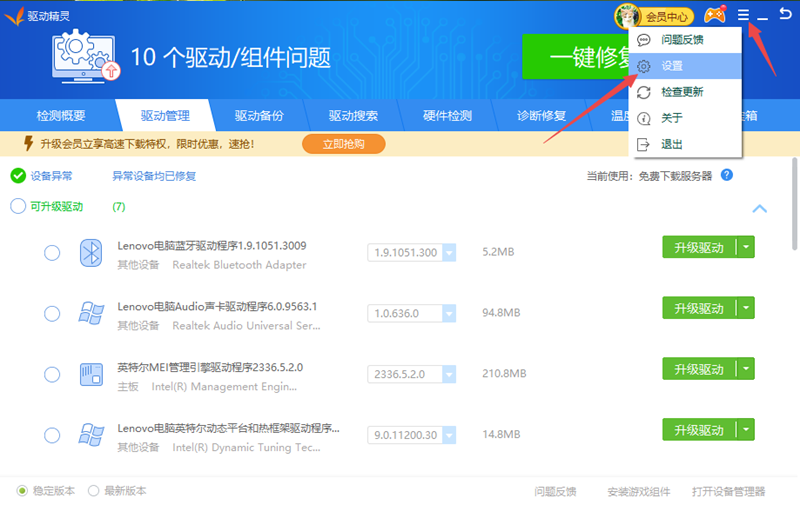 驱动精灵
会员中心
10 个驱动/组件问题
一键修复
问题反馈
设置
检查更新
关于
退出
检测概要
驱动管理
驱动备份
驱动搜索
硬件检测
诊断修复
升级会员立享高速下载特权，限时优惠，速抢！
立即抢购
设备异常
异常设备均已修复
当前使用：免费下载服务器
可升级驱动
(7)
Lenovo电脑蓝牙驱动程序1.9.1051.3009
其他设备 Realtek Bluetooth Adapter
1.9.1051.300
5.2MB
升级驱动
Lenovo电脑Audio声卡驱动程序6.0.9563.1
其他设备 Realtek Audio Universal Ser...
1.0.636.0
94.8MB
升级驱动
英特尔MEI管理引擎驱动程序2336.5.2.0
主板 Intel(R) Management Engin...
2336.5.2.0
210.8MB
升级驱动
Lenovo电脑英特尔动态平台和热框架驱动程序...
其他设备 Intel(R) Dynamic Tuning Tec...
9.0.11200.30
14.8MB
升级驱动
稳定版本
最新版本
问题反馈
安装游戏组件
打开设备管理器